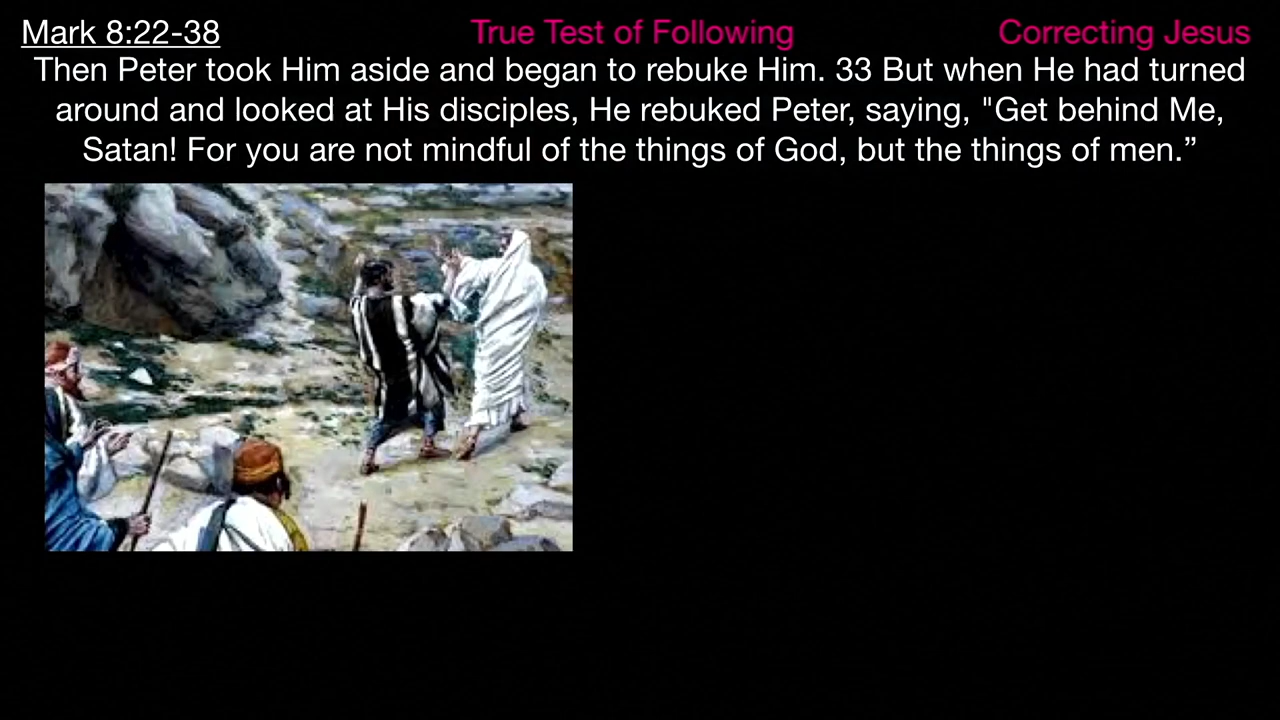 Mark 8:22-38 True Test of Following Correcting Jesus
Then Peter took Him aside and began to rebuke Him. 33 But when He had turned
around and looked at His disciples, He rebuked Peter, saying, "Get behind Me,
Satan! For you are not mindful of the things of God, but the things of men.”